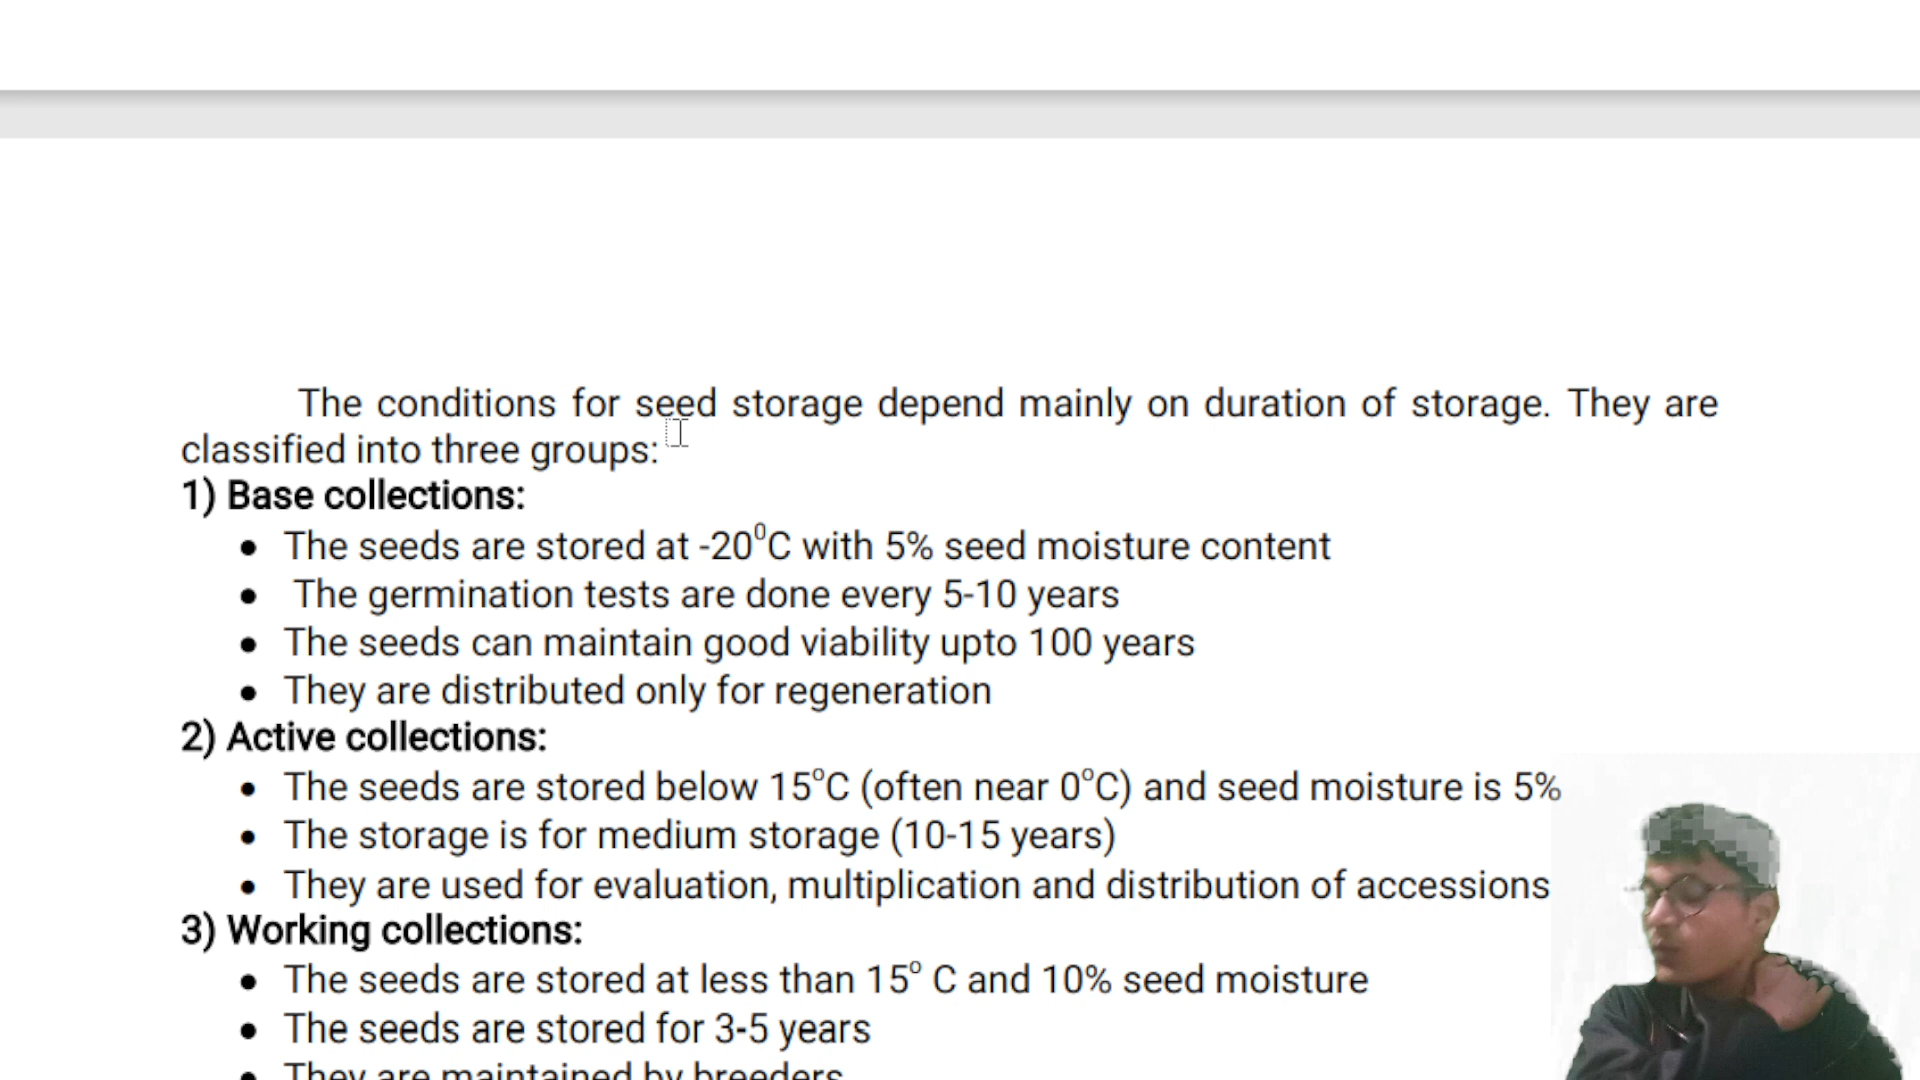 The conditions for seed storage depend mainly on duration of storage. They are
classified into three groups:
1) Base collections:
• The seeds are stored at -20⁰C with 5% seed moisture content
• The germination tests are done every 5-10 years
• The seeds can maintain good viability upto 100 years
• They are distributed only for regeneration
2) Active collections:
• The seeds are stored below 15°C (often near 0°C) and seed moisture is 5%
• The storage is for medium storage (10-15 years)
• They are used for evaluation, multiplication and distribution of accessions
3) Working collections:
• The seeds are stored at less than 15° C and 10% seed moisture
• The seeds are stored for 3-5 years
• They are maintained by breeders